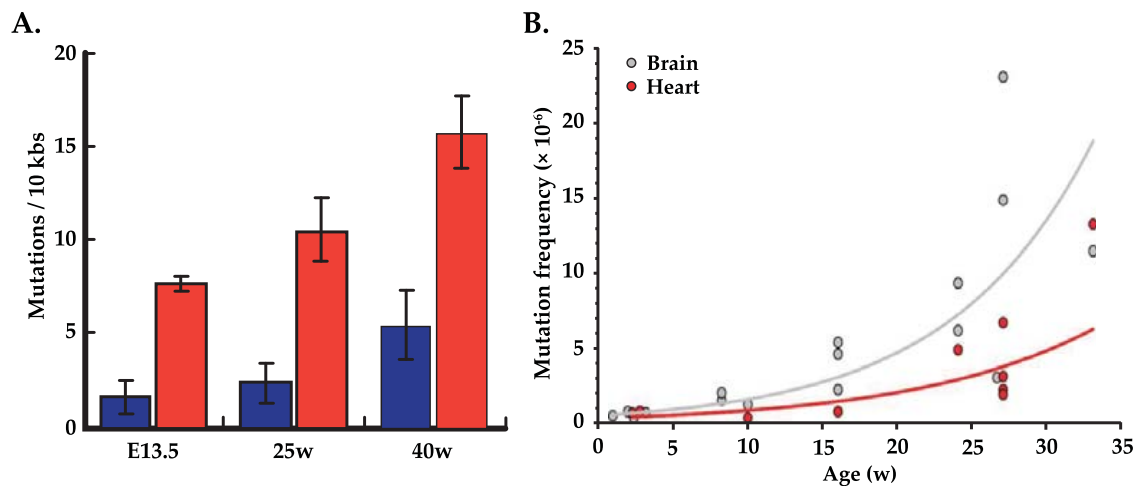 A.
Mutations / 10 kbs
20
15
10
5
0
E13.5 25w 40w
B.
Mutation frequency (× 10-6)
25
20
15
10
5
0
Brain
Heart
0 5 10 15 20 25 30 35
Age (w)